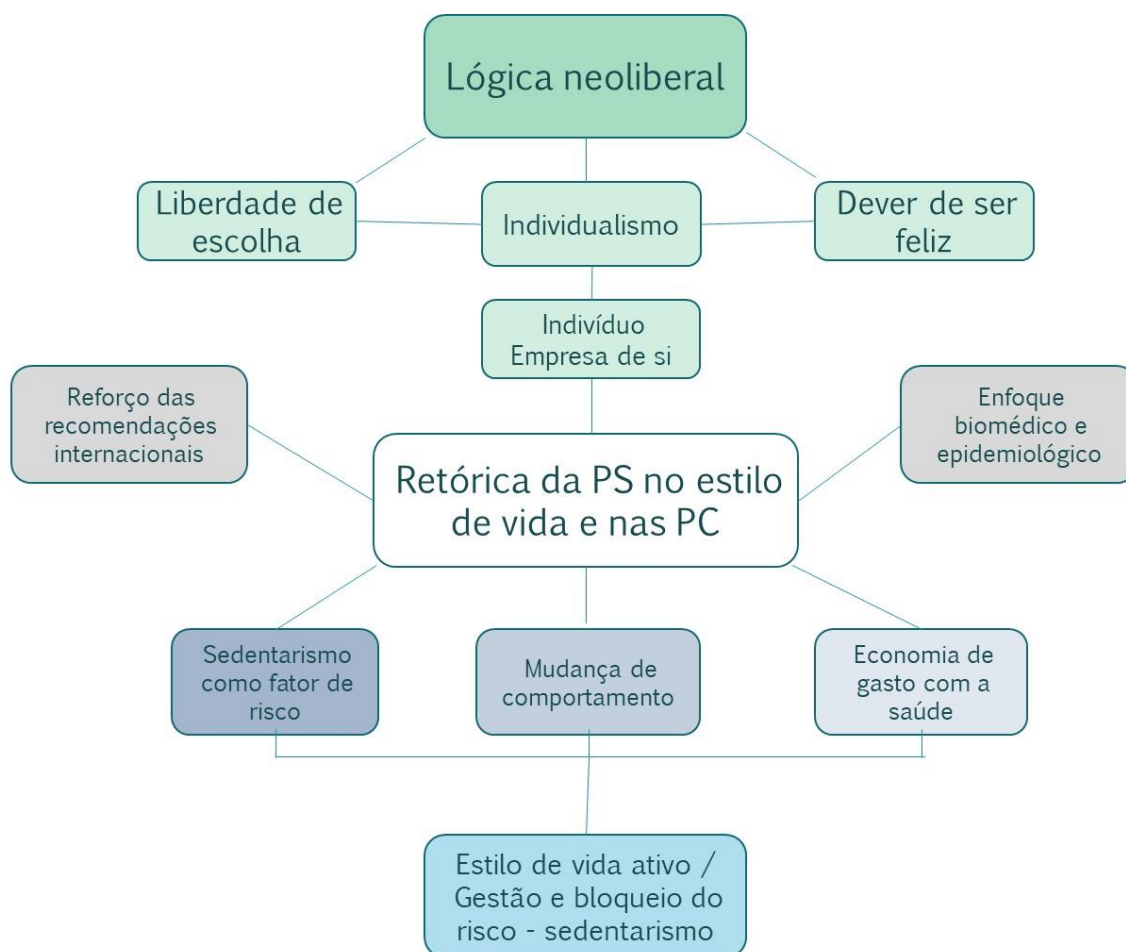 Lógica neoliberal
Liberdade de
escolha
Individualismo
Dever de ser
feliz
Indivíduo
Empresa de si
Reforço das
recomendações
internacionais
Enfoque
biomédico e
epidemiológico
Retórica da PS no estilo
de vida e nas PC
Sedentarismo
como fator de
risco
Mudança de
comportamento
Economia de
gasto com a
saúde
Estilo de vida ativo /
Gestão e bloqueio do
risco - sedentarismo